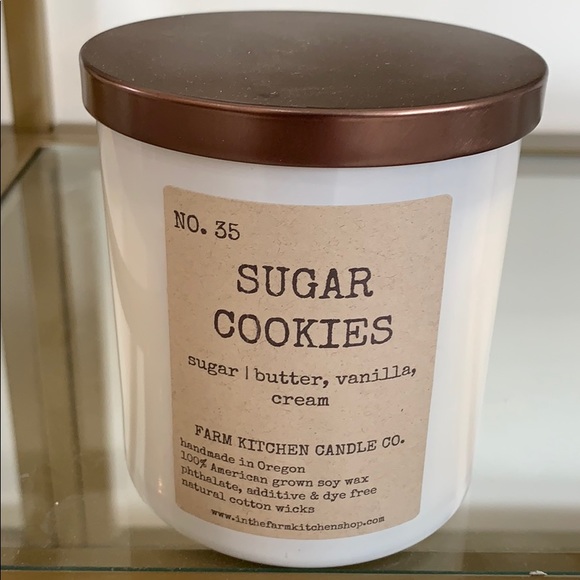 NO. 35
SUGAR
COOKIES
sugar | butter, vanilla,
cream
FARM KITCHEN CANDLE CO.
handmade in Oregon
100% American grown soy wax
phthalate, additive & dye free
natural cotton wicks
www.inthefarmkitchenshop.com